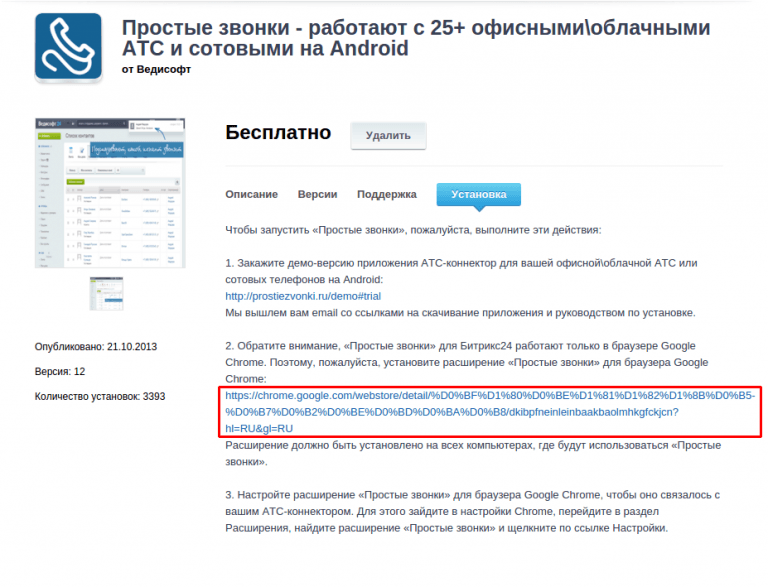 Простые звонки - работают с 25+ офисными\облачными
АТС и сотовыми на Android
от Ведисофт
Бесплатно
Удалить
Описание Версии Поддержка Установка
Чтобы запустить «Простые звонки», пожалуйста, выполните эти действия:
1. Закажите демо-версию приложения АТС-коннектор для вашей офисной\облачной АТС или
сотовых телефонов на Android:
http://prostiezvonki.ru/demo#trial
Мы вышлем вам email со ссылками на скачивание приложения и руководством по установке.
2. Обратите внимание, «Простые звонки» для Битрикс24 работают только в браузере Google
Chrome. Поэтому, пожалуйста, установите расширение «Простые звонки» для браузера Google
Chrome:
https://chrome.google.com/webstore/detail/%D0%BF%D1%80%D0%BE%D1%81%D1%82%D1%8B%D0%B5-
%D0%B7%D0%B2%D0%BE%D0%BD%D0%BA%D0%B8/dkibpfneinleinbaakbaolmhkgfckjcn?
hl=RU&gl=RU
Расширение должно быть установлено на всех компьютерах, где будут использоваться «Простые
звонки».
3. Настройте расширение «Простые звонки» для браузера Google Chrome, чтобы оно связалось с
вашим АТС-коннектором. Для этого зайдите в настройки Chrome, перейдите в раздел
Расширения, найдите расширение «Простые звонки» и щелкните по ссылке Настройки.
Опубликовано: 21.10.2013
Версия: 12
Количество установок: 3393